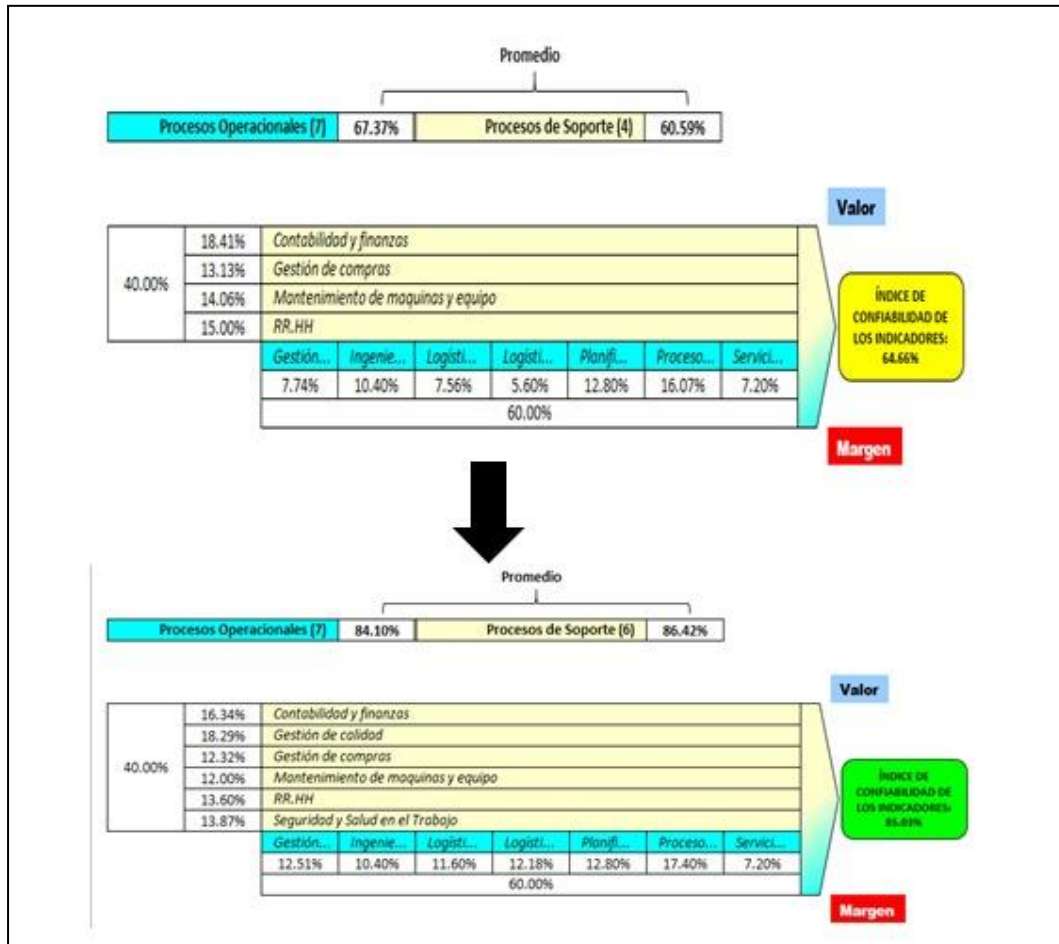 Promedio
Procesos Operacionales (7) 67.37% Procesos de Soporte (4) 60.59%
Valor
40.00%
18.41% Contabilidad y finanzas
13.13% Gestión de compras
14.06% Mantenimiento de maquinas y equipo
15.00% RR.HH
ÍNDICE DE
CONFIABILIDAD DE
LOS INDICADORES:
64.66%
Gestión... Ingenie... Logísti... Logísti... Planifi... Proceso... Servici...
7.74% 10.40% 7.56% 5.60% 12.80% 16.07% 7.20%
60.00%
Margen
Promedio
Procesos Operacionales (7) 84.10% Procesos de Soporte (6) 86.42%
Valor
40.00%
16.34% Contabilidad y finanzas
18.29% Gestión de calidad
12.32% Gestión de compras
12.00% Mantenimiento de maquinas y equipo
13.60% RR.HH
13.87% Seguridad y Salud en el Trabajo
ÍNDICE DE
CONFIABILIDAD DE
LOS INDICADORES:
85.03%
Gestión... Ingenie... Logísti... Logísti... Planifi... Proceso... Servici...
12.51% 10.40% 11.60% 12.18% 12.80% 17.40% 7.20%
60.00%
Margen